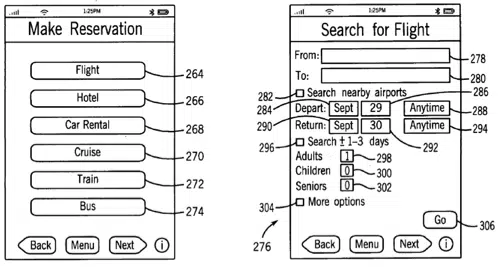 1:25PM
Make Reservation
Flight
264
Hotel
266
Car Rental
268
Cruise
270
Train
272
Bus
274
Back Menu Next i
1:25PM
Search for Flight
From: 278
To: 280
282 Search nearby airports 286
284 Depart: Sept 29 Anytime 288
290 Return: Sept 30 Anytime 294
296 Search ± 1-3 days 292
Adults 1 298
Children 0 300
Seniors 0 302
304 More options
Go 306
276
Back Menu Next i